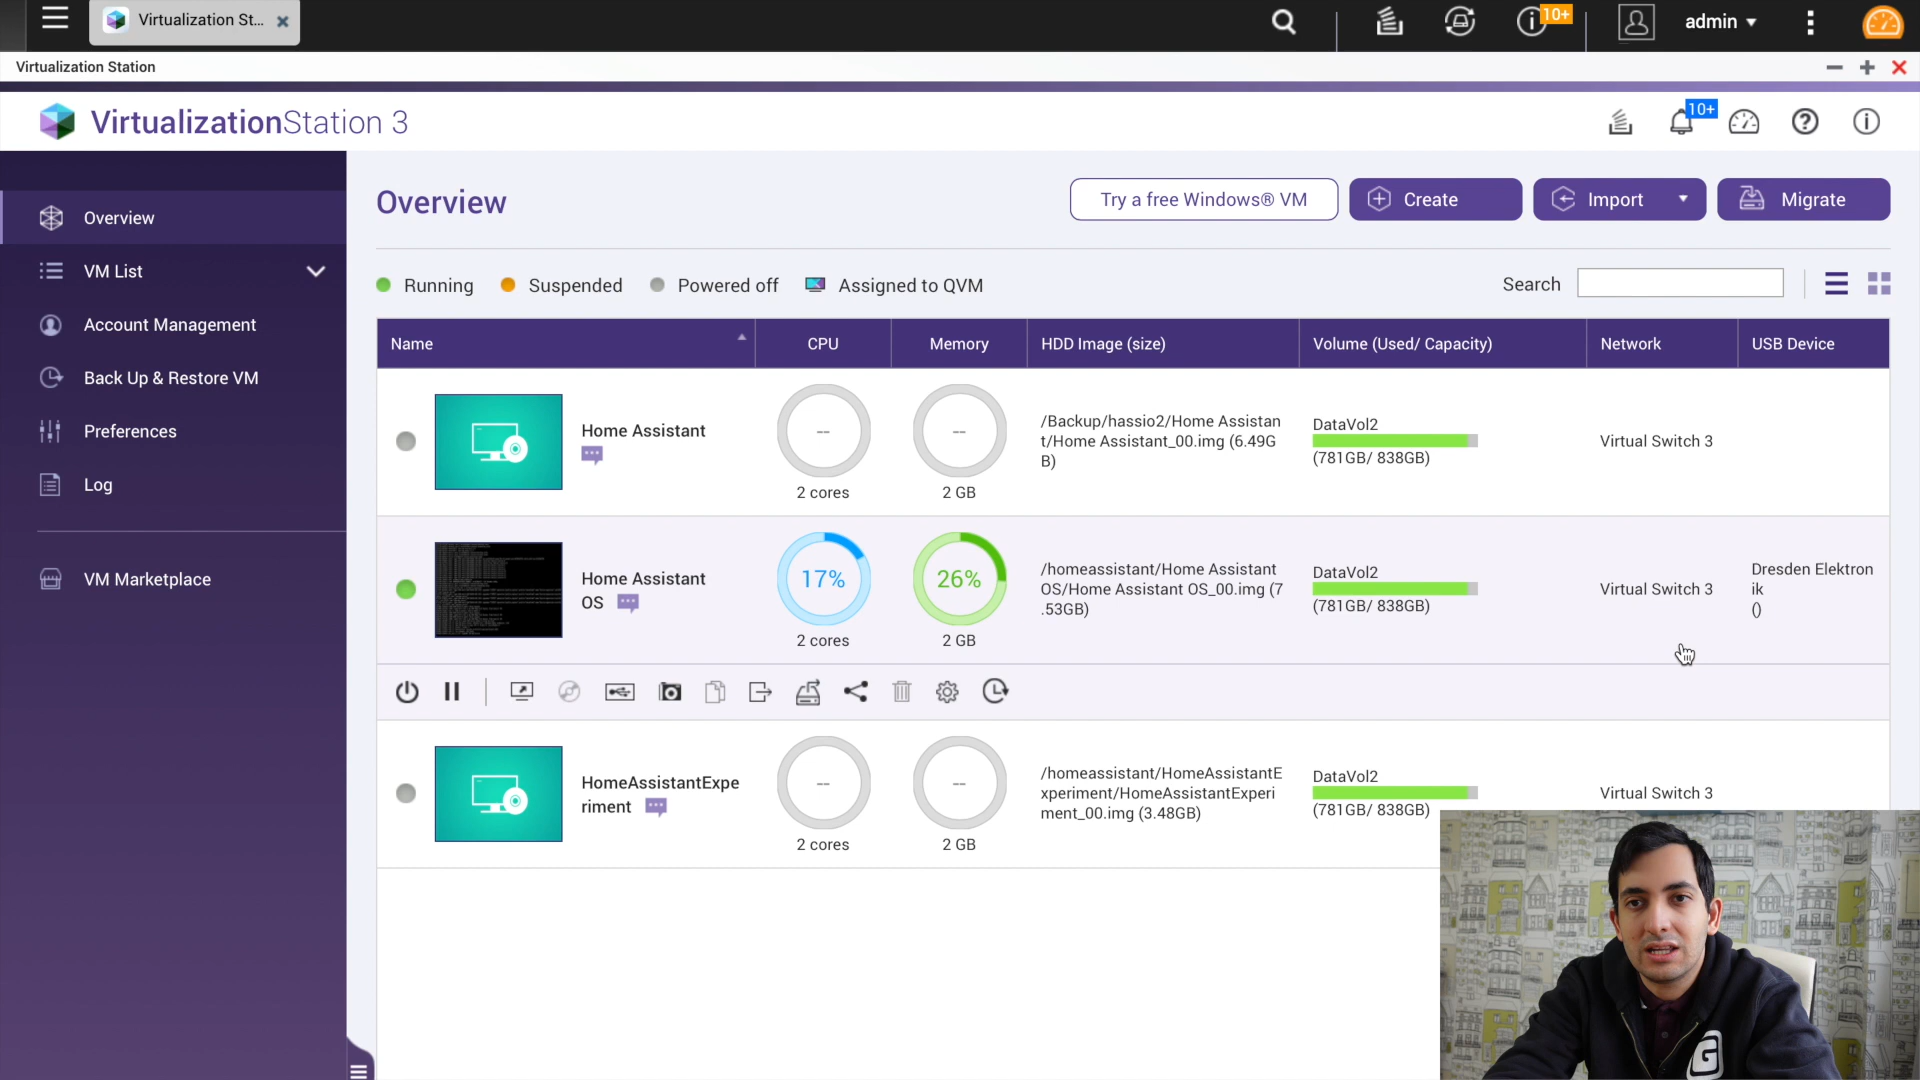 Virtualization St...
10+
admin
Virtualization Station
VirtualizationStation 3
10+
Overview
VM List
Account Management
Back Up & Restore VM
Preferences
Log
VM Marketplace
Overview
Try a free Windows® VM
Create
Import
Migrate
Running
Suspended
Powered off
Assigned to QVM
Search
Name
CPU
Memory
HDD Image (size)
Volume (Used/ Capacity)
Network
USB Device
Home Assistant
--
2 cores
--
2 GB
/Backup/hassio2/Home Assistan
t/Home Assistant_00.img (6.49G
B)
DataVol2
(781GB/ 838GB)
Virtual Switch 3
Home Assistant
OS
17%
2 cores
26%
2 GB
/homeassistant/Home Assistant
OS/Home Assistant OS_00.img (7
.53GB)
DataVol2
(781GB/ 838GB)
Virtual Switch 3
Dresden Elektron
ik
()
HomeAssistantExpe
riment
--
2 cores
--
2 GB
/homeassistant/HomeAssistantE
xperiment/HomeAssistantExperi
ment_00.img (3.48GB)
DataVol2
(781GB/ 838GB)
Virtual Switch 3
G